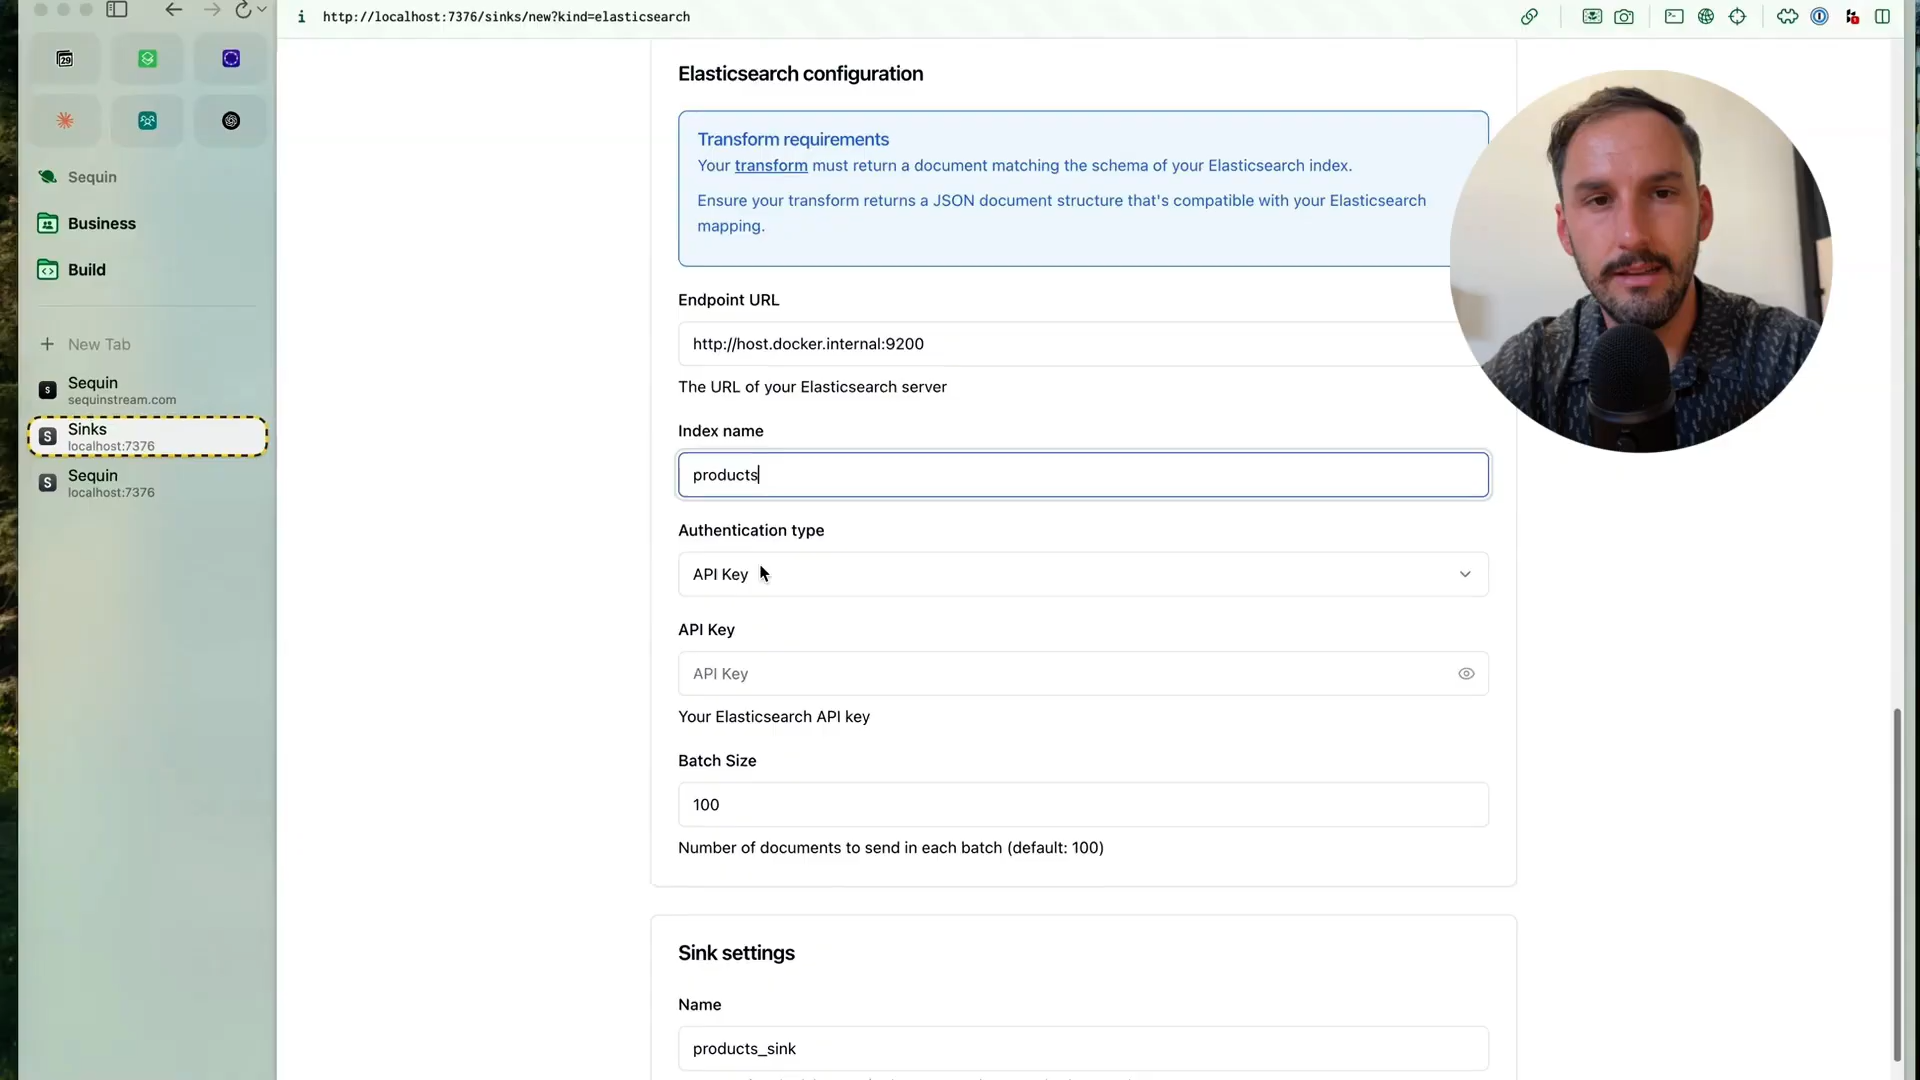 http://localhost:7376/sinks/new?kind=elasticsearch
29
Sequin
Business
Build
New Tab
S
Sequin
sequinstream.com
S
Sinks
localhost:7376
S
Sequin
localhost:7376
Elasticsearch configuration
Transform requirements
Your transform must return a document matching the schema of your Elasticsearch index.
Ensure your transform returns a JSON document structure that's compatible with your Elasticsearch
mapping.
Endpoint URL
http://host.docker.internal:9200
The URL of your Elasticsearch server
Index name
products
Authentication type
API Key
API Key
API Key
Your Elasticsearch API key
Batch Size
100
Number of documents to send in each batch (default: 100)
Sink settings
Name
products_sink